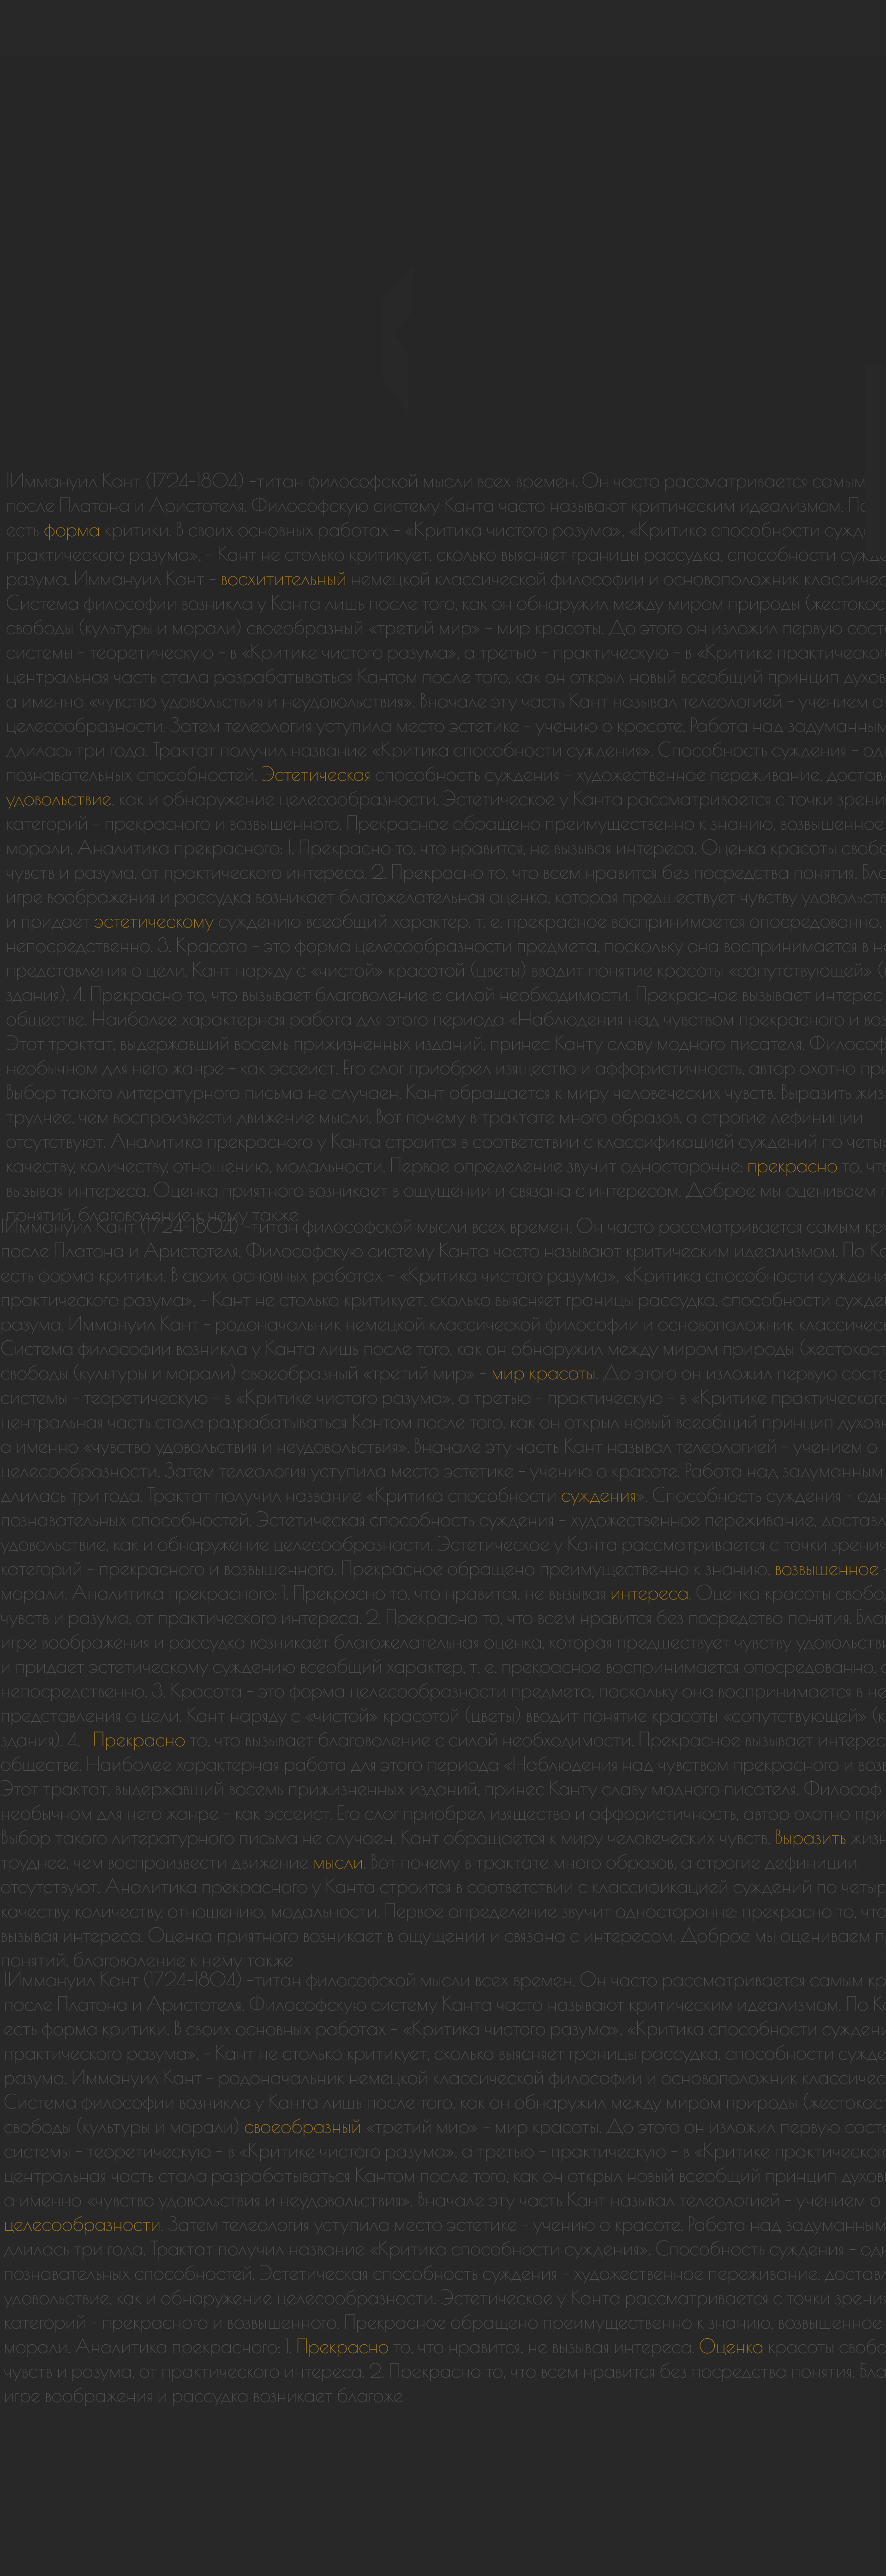 Иммануил Кант (1724-1804) –титан философской мысли всех времен. Он часто рассматривается самым
после Платона и Аристотеля. Философскую систему Канта часто называют критическим идеализмом. По
есть форма критики. В своих основных работах – «Критика чистого разума», «Критика способности сужд
практического разума», – Кант не столько критикует, сколько выясняет границы рассудка, способности сужд
разума. Иммануил Кант – восхитительный немецкой классической философии и основоположник классичес
Система философии возникла у Канта лишь после того, как он обнаружил между миром природы (жестокос
свободы (культуры и морали) своеобразный «третий мир» – мир красоты. До этого он изложил первую сост
системы – теоретическую – в «Критике чистого разума», а третью – практическую – в «Критике практического
центральная часть стала разрабатываться Кантом после того, как он открыл новый всеобщий принцип духов
а именно «чувство удовольствия и неудовольствия». Вначале эту часть Кант называл телеологией – учением о
целесообразности. Затем телеология уступила место эстетике – учению о красоте. Работа над задуманным
длилась три года. Трактат получил название «Критика способности суждения». Способность суждения – од
познавательных способностей. Эстетическая способность суждения – художественное переживание, достав
удовольствие, как и обнаружение целесообразности. Эстетическое у Канта рассматривается с точки зрени
категорий – прекрасного и возвышенного. Прекрасное обращено преимущественно к знанию, возвышенное
морали. Аналитика прекрасного: 1. Прекрасно то, что нравится, не вызывая интереса. Оценка красоты своб
чувств и разума, от практического интереса. 2. Прекрасно то, что всем нравится без посредства понятия. Бла
игре воображения и рассудка возникает благожелательная оценка, которая предшествует чувству удовольств
и придает эстетическому суждению всеобщий характер, т. е. прекрасное воспринимается опосредованно,
непосредственно. 3. Красота – это форма целесообразности предмета, поскольку она воспринимается в н
представления о цели. Кант наряду с «чистой» красотой (цветы) вводит понятие красоты «сопутствующей» (
здания). 4. Прекрасно то, что вызывает благоволение с силой необходимости. Прекрасное вызывает интерес
обществе. Наиболее характерная работа для этого периода «Наблюдения над чувством прекрасного и воз
Этот трактат, выдержавший восемь прижизненных изданий, принес Канту славу модного писателя. Философ
необычном для него жанре – как эссеист. Его слог приобрел изящество и аффористичность, автор охотно при
Выбор такого литературного письма не случаен. Кант обращается к миру человеческих чувств. Выразить жиз
труднее, чем воспроизвести движение мысли. Вот почему в трактате много образов, а строгие дефиниции
отсутствуют. Аналитика прекрасного у Канта строится в соответствии с классификацией суждений по четыр
качеству, количеству, отношению, модальности. Первое определение звучит односторонне: прекрасно то, что
вызывая интереса. Оценка приятного возникает в ощущении и связана с интересом. Доброе мы оцениваем п
понятий, благоволение к нему также
Иммануил Кант (1724-1804) –титан философской мысли всех времен. Он часто рассматривается самым кр
после Платона и Аристотеля. Философскую систему Канта часто называют критическим идеализмом. По Ка
есть форма критики. В своих основных работах – «Критика чистого разума», «Критика способности суждени
практического разума», – Кант не столько критикует, сколько выясняет границы рассудка, способности сужде
разума. Иммануил Кант – родоначальник немецкой классической философии и основоположник классическ
Система философии возникла у Канта лишь после того, как он обнаружил между миром природы (жестокост
свободы (культуры и морали) своеобразный «третий мир» – мир красоты. До этого он изложил первую соста
системы – теоретическую – в «Критике чистого разума», а третью – практическую – в «Критике практического
центральная часть стала разрабатываться Кантом после того, как он открыл новый всеобщий принцип духовн
а именно «чувство удовольствия и неудовольствия». Вначале эту часть Кант называл телеологией – учением о
целесообразности. Затем телеология уступила место эстетике – учению о красоте. Работа над задуманным
длилась три года. Трактат получил название «Критика способности суждения». Способность суждения – одн
познавательных способностей. Эстетическая способность суждения – художественное переживание, доставл
удовольствие, как и обнаружение целесообразности. Эстетическое у Канта рассматривается с точки зрения
категорий – прекрасного и возвышенного. Прекрасное обращено преимущественно к знанию, возвышенное -
морали. Аналитика прекрасного: 1. Прекрасно то, что нравится, не вызывая интереса. Оценка красоты свобо
чувств и разума, от практического интереса. 2. Прекрасно то, что всем нравится без посредства понятия. Благ
игре воображения и рассудка возникает благожелательная оценка, которая предшествует чувству удовольстви
и придает эстетическому суждению всеобщий характер, т. е. прекрасное воспринимается опосредованно,
непосредственно. 3. Красота – это форма целесообразности предмета, поскольку она воспринимается в не
представления о цели. Кант наряду с «чистой» красотой (цветы) вводит понятие красоты «сопутствующей» (к
здания). 4. Прекрасно то, что вызывает благоволение с силой необходимости. Прекрасное вызывает интерес
обществе. Наиболее характерная работа для этого периода «Наблюдения над чувством прекрасного и возв
Этот трактат, выдержавший восемь прижизненных изданий, принес Канту славу модного писателя. Философ
необычном для него жанре – как эссеист. Его слог приобрел изящество и аффористичность, автор охотно при
Выбор такого литературного письма не случаен. Кант обращается к миру человеческих чувств. Выразить жизн
труднее, чем воспроизвести движение мысли. Вот почему в трактате много образов, а строгие дефиниции
отсутствуют. Аналитика прекрасного у Канта строится в соответствии с классификацией суждений по четыр
качеству, количеству, отношению, модальности. Первое определение звучит односторонне: прекрасно то, что
вызывая интереса. Оценка приятного возникает в ощущении и связана с интересом. Доброе мы оцениваем п
понятий, благоволение к нему также
Иммануил Кант (1724-1804) –титан философской мысли всех времен. Он часто рассматривается самым кр
после Платона и Аристотеля. Философскую систему Канта часто называют критическим идеализмом. По Ка
есть форма критики. В своих основных работах – «Критика чистого разума», «Критика способности суждени
практического разума», – Кант не столько критикует, сколько выясняет границы рассудка, способности сужде
разума. Иммануил Кант – родоначальник немецкой классической философии и основоположник классичес
Система философии возникла у Канта лишь после того, как он обнаружил между миром природы (жестокос
свободы (культуры и морали) своеобразный «третий мир» – мир красоты. До этого он изложил первую соста
системы – теоретическую – в «Критике чистого разума», а третью – практическую – в «Критике практического
центральная часть стала разрабатываться Кантом после того, как он открыл новый всеобщий принцип духовн
а именно «чувство удовольствия и неудовольствия». Вначале эту часть Кант называл телеологией – учением о
целесообразности. Затем телеология уступила место эстетике – учению о красоте. Работа над задуманным
длилась три года. Трактат получил название «Критика способности суждения». Способность суждения – одн
познавательных способностей. Эстетическая способность суждения – художественное переживание, доставл
удовольствие, как и обнаружение целесообразности. Эстетическое у Канта рассматривается с точки зрения
категорий – прекрасного и возвышенного. Прекрасное обращено преимущественно к знанию, возвышенное
морали. Аналитика прекрасного: 1. Прекрасно то, что нравится, не вызывая интереса. Оценка красоты свобо
чувств и разума, от практического интереса. 2. Прекрасно то, что всем нравится без посредства понятия. Бла
игре воображения и рассудка возникает благоже